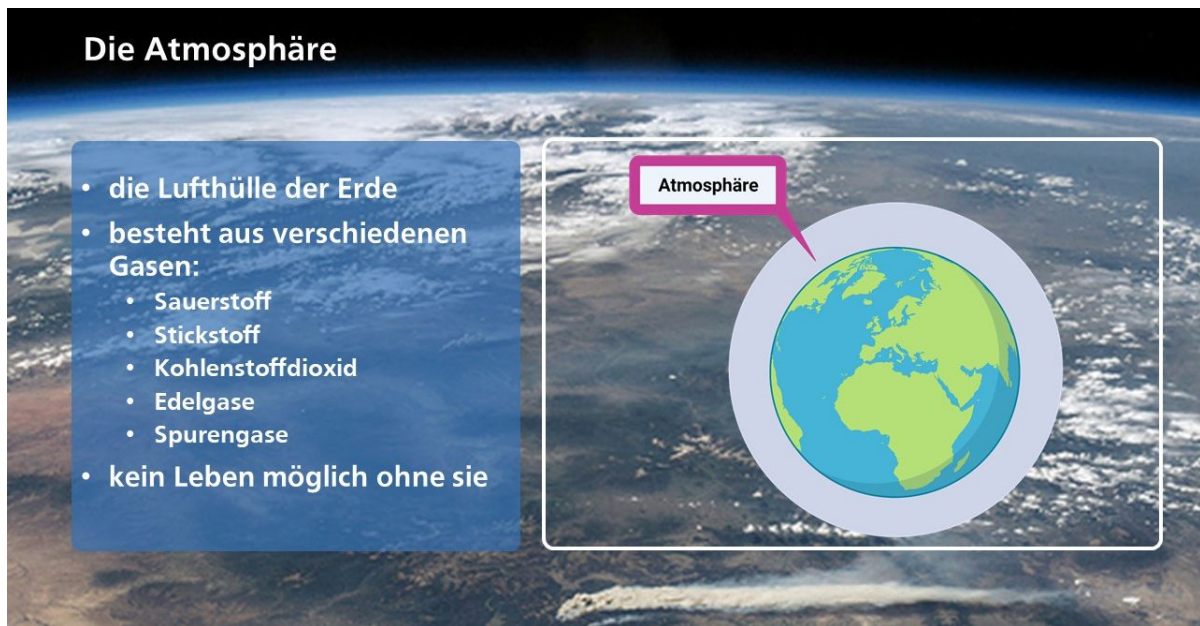 Die Atmosphäre
• die Lufthülle der Erde
• besteht aus verschiedenen
Gasen:
• Sauerstoff
• Stickstoff
• Kohlenstoffdioxid
• Edelgase
• Spurengase
• kein Leben möglich ohne sie
Atmosphäre